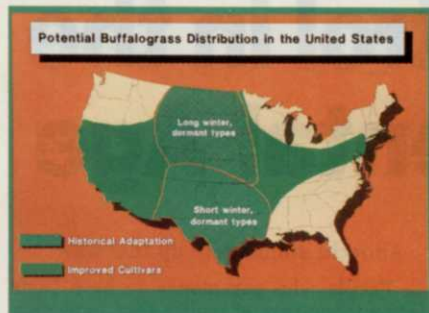 Potential Buffalograss Distribution in the United States
Long winter,
dormant types
Short winter,
dormant types
Historical Adaptation
Improved Cultivars